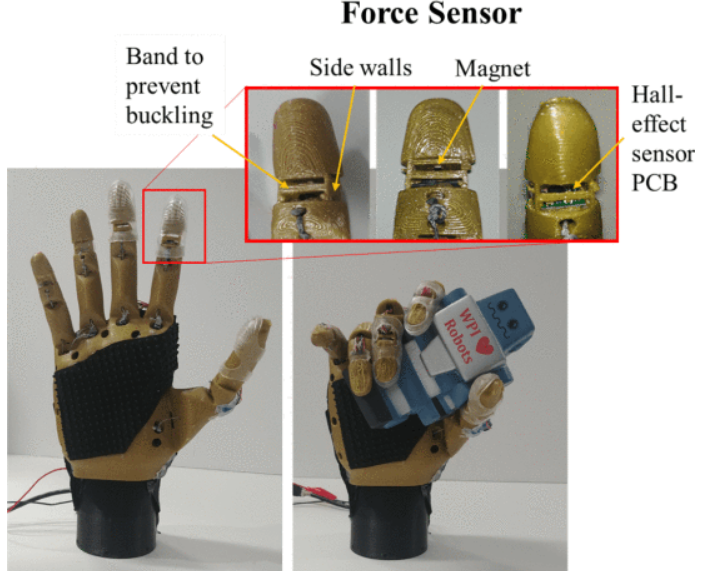 Force Sensor
Band to
prevent
buckling
Side walls
Magnet
Hall-
effect
sensor
PCB
WPI ❤
Robots